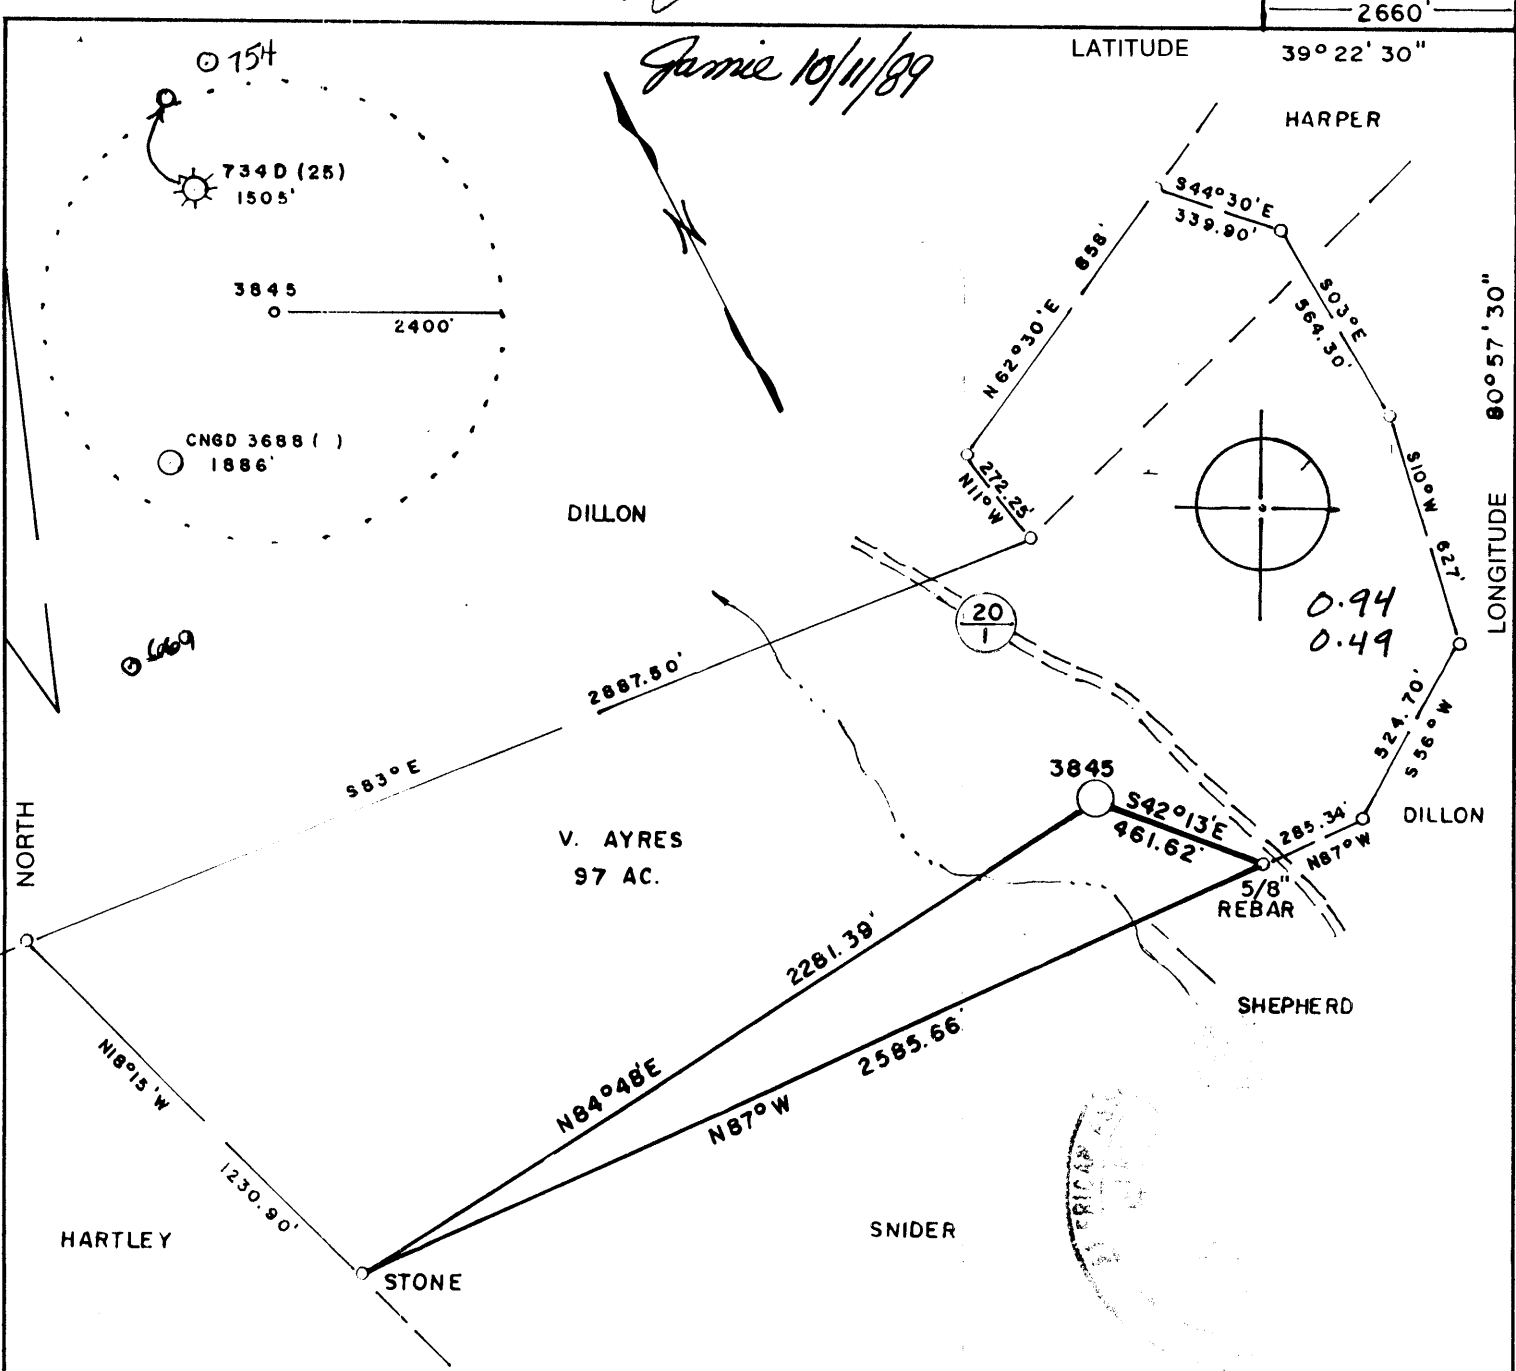 2660'
LATITUDE 39° 22' 30"
Jamie 10/11/89
754
734 D (25)
1505'
3845
2400'
CNGD 3688 ( )
1886'
6069
HARPER
S44°30'E
339.90'
858'
N62°30'E
S03°E
564.30'
80° 57' 30"
LONGITUDE
272.25'
N11°W
S10°W
627'
DILLON
20
1
0.94
0.49
2887.50'
S83°E
524.70'
S 56° W
3845
S42°13'E
461.62'
285.34'
N87°W
DILLON
NORTH
V. AYRES
97 AC.
5/8"
REBAR
2281.39'
N84°48'E
2585.66'
N87°W
SHEPHERD
N18°15'W
1230.90'
HARTLEY
STONE
SNIDER